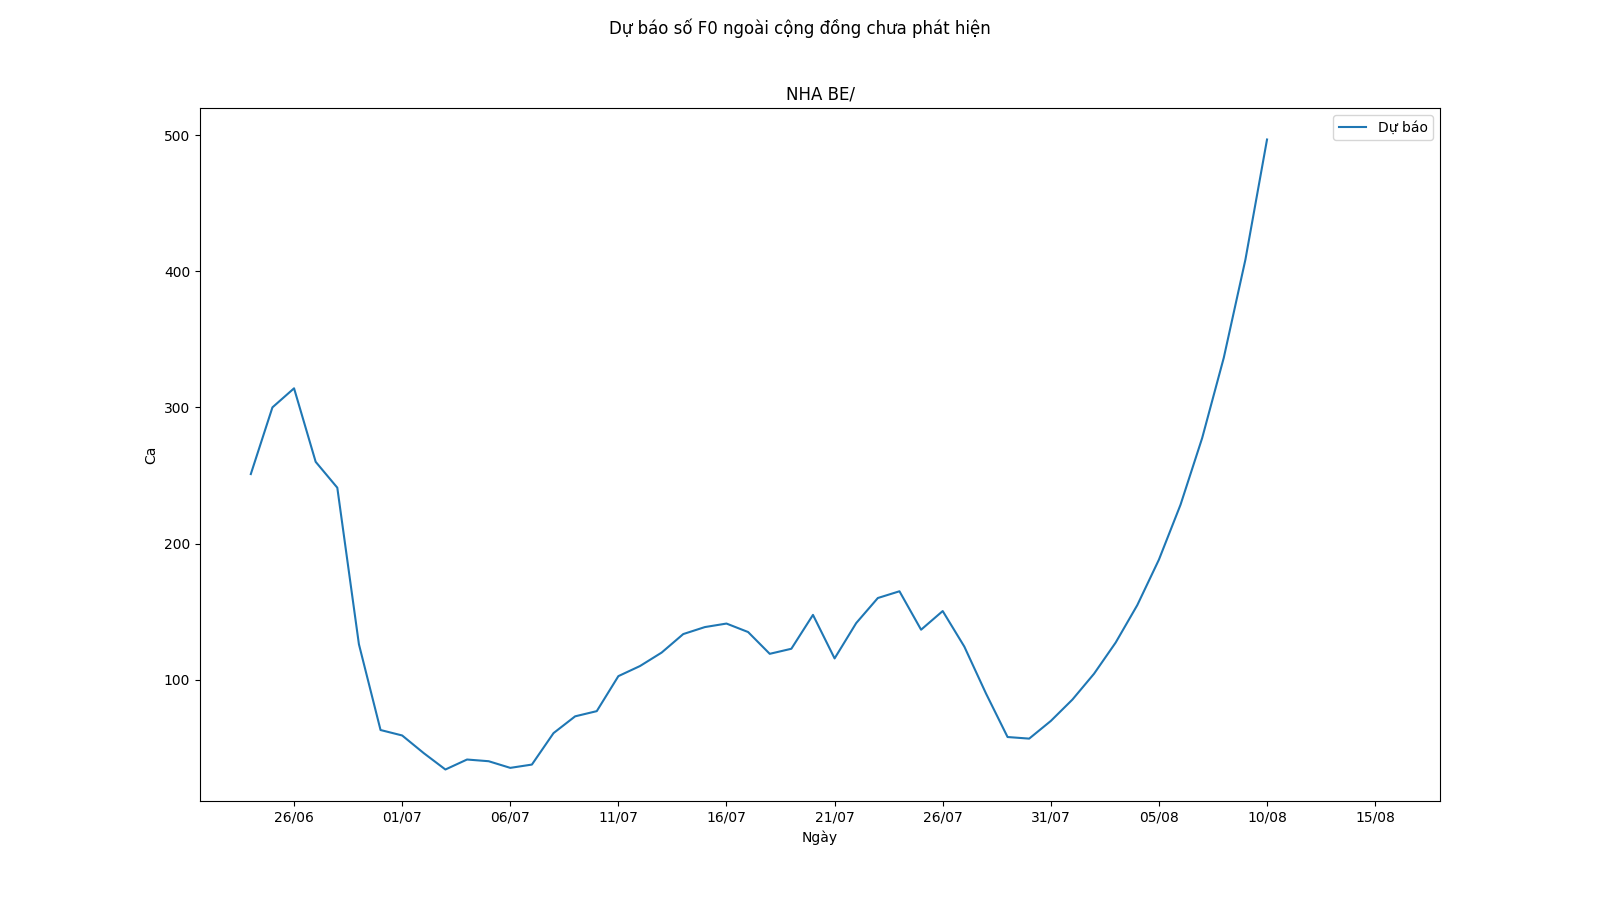 Dự báo số F0 ngoài cộng đồng chưa phát hiện
NHA BE/
Dự báo
500
400
300
200
100
Ca
26/06 01/07 06/07 11/07 16/07 21/07 26/07 31/07 05/08 10/08 15/08
Ngày